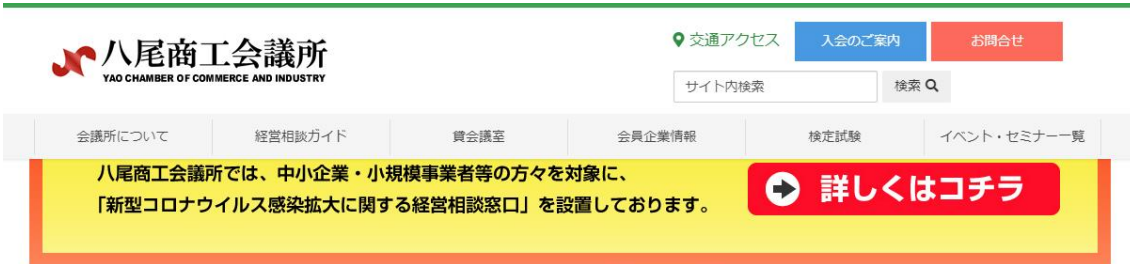 八尾商工会議所
YAO CHAMBER OF COMMERCE AND INDUSTRY
交通アクセス
入会のご案内
お問合せ
サイト内検索
検索
会議所について
経営相談ガイド
貸会議室
会員企業情報
検定試験
イベント・セミナー一覧
八尾商工会議所では、中小企業・小規模事業者等の方々を対象に、
「新型コロナウイルス感染拡大に関する経営相談窓口」を設置しております。
詳しくはコチラ